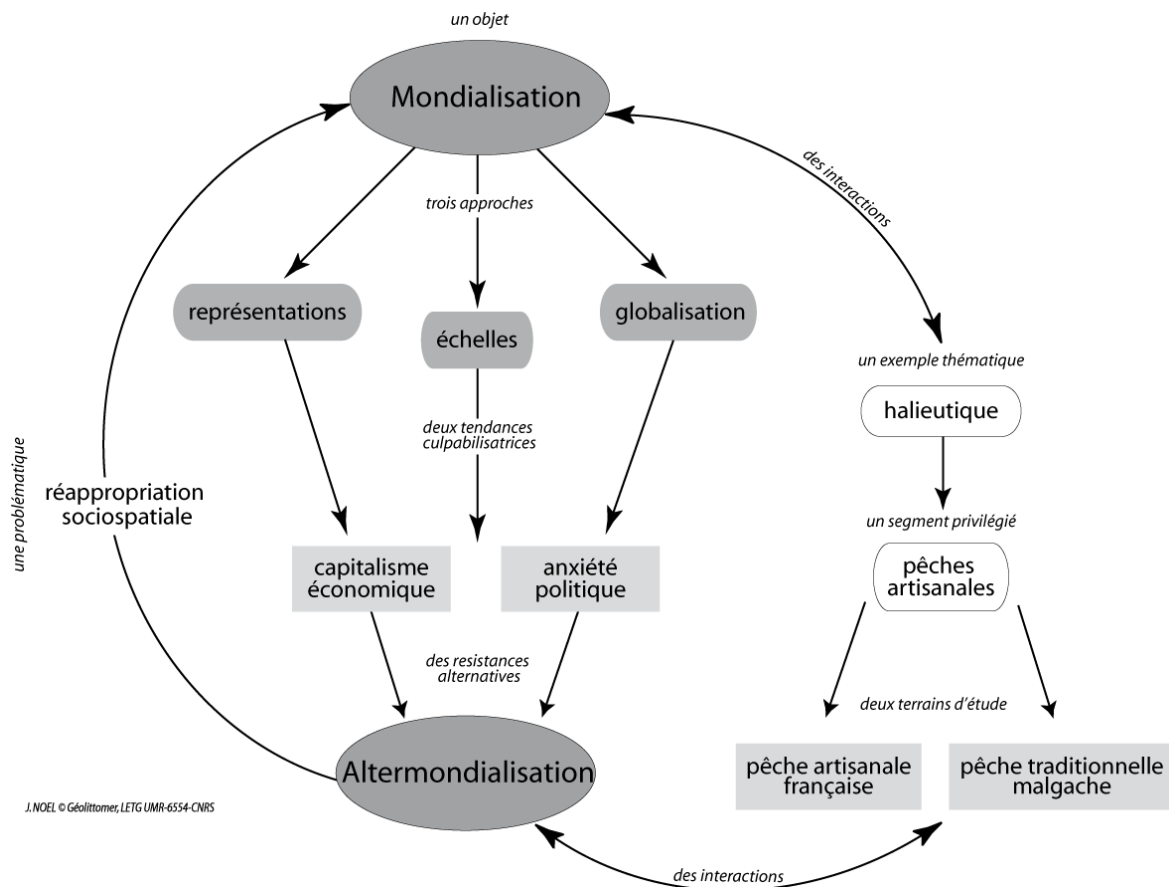 un objet
Mondialisation
des interactions
trois approches
représentations
échelles
globalisation
un exemple thématique
halieutique
deux tendances
culpabilisatrices
une problématique
réappropriation
sociospatiale
un segment privilégié
pêches
artisanales
capitalisme
économique
anxiété
politique
des resistances
alternatives
deux terrains d'étude
Altermondialisation
pêche artisanale
française
pêche traditionnelle
malgache
J. NOEL © Géolittomer, LETG UMR-6554-CNRS
des interactions